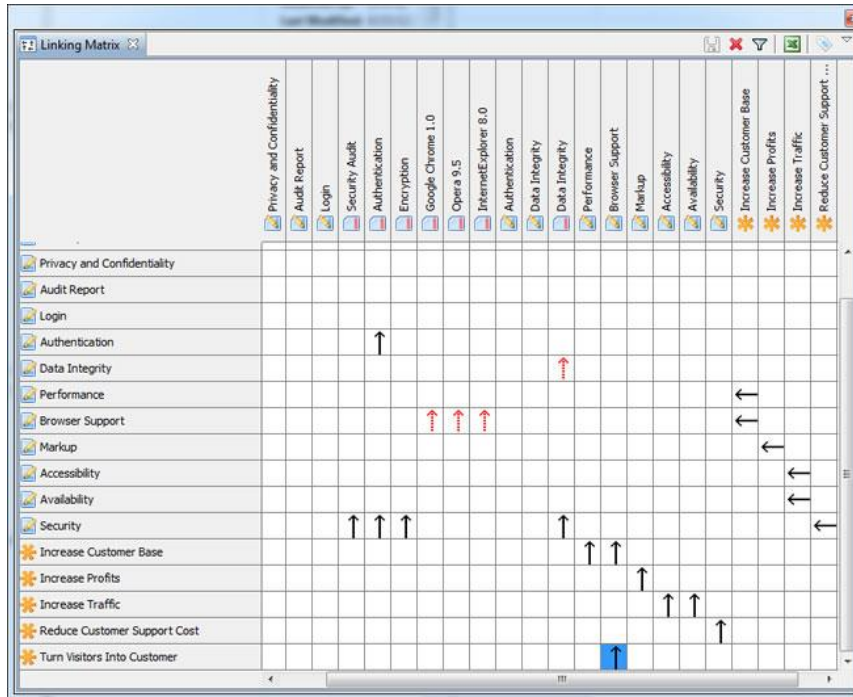 Linking Matrix
Privacy and Confidentiality
Audit Report
Login
Security Audit
Authentication
Encryption
Google Chrome 1.0
Opera 9.5
InternetExplorer 8.0
Authentication
Data Integrity
Data Integrity
Performance
Browser Support
Markup
Accessibility
Availability
Security
Increase Customer Base
Increase Profits
Increase Traffic
Reduce Customer Support ...
Privacy and Confidentiality
Audit Report
Login
Authentication
Data Integrity
Performance
Browser Support
Markup
Accessibility
Availability
Security
Increase Customer Base
Increase Profits
Increase Traffic
Reduce Customer Support Cost
Turn Visitors Into Customer